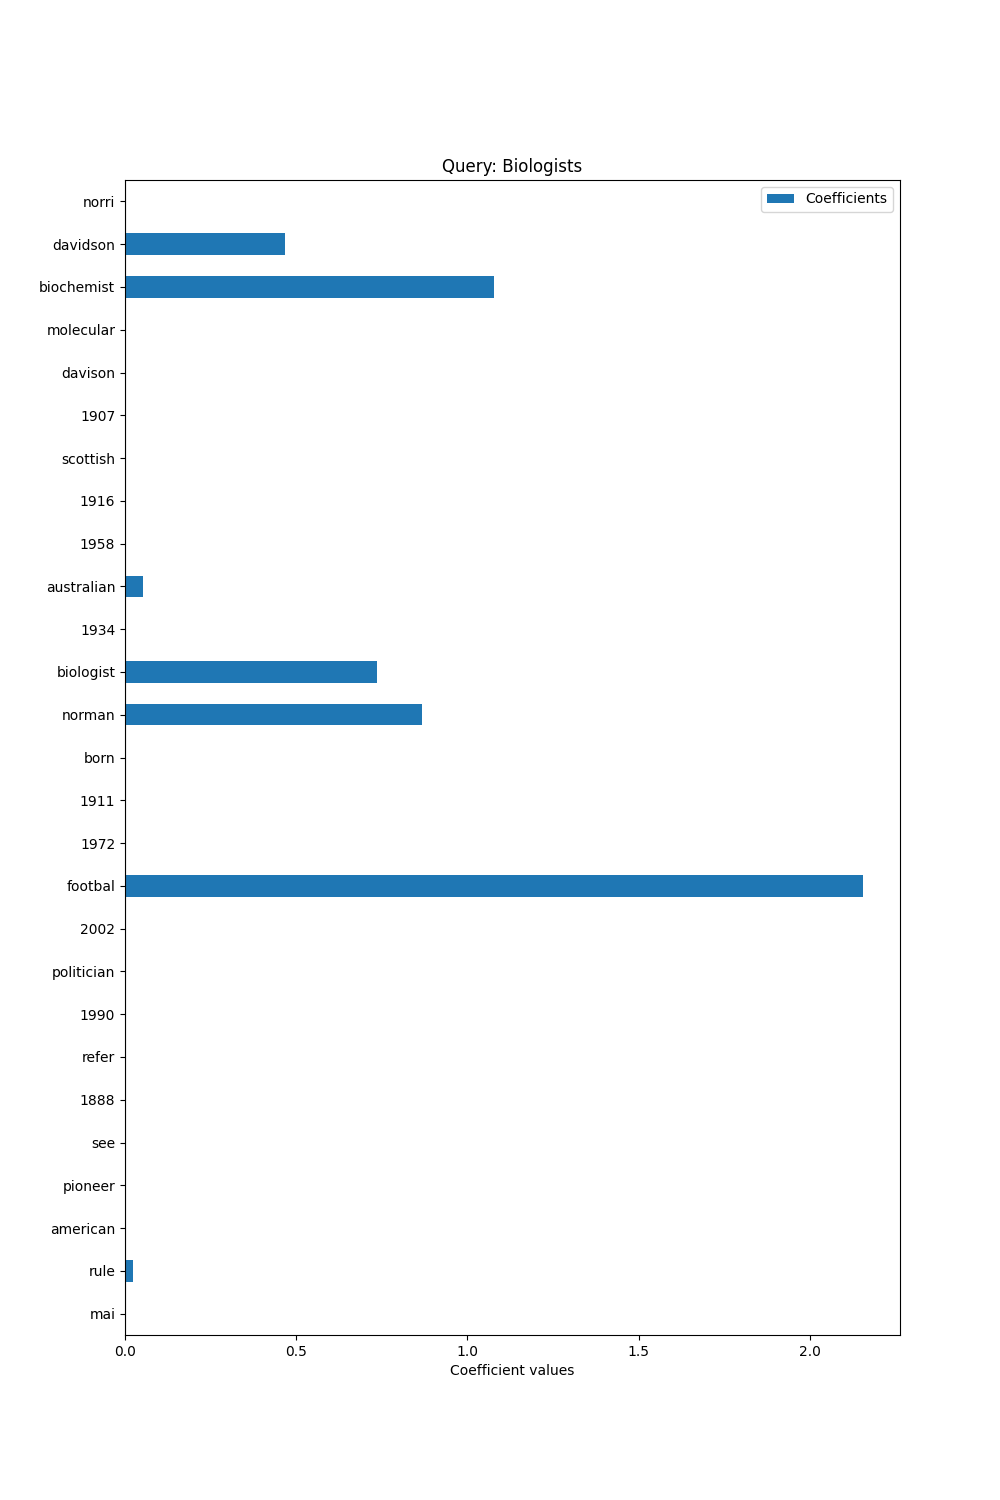 Query: Biologists
Coefficients
norri
davidson
biochemist
molecular
davison
1907
scottish
1916
1958
australian
1934
biologist
norman
born
1911
1972
footbal
2002
politician
1990
refer
1888
see
pioneer
american
rule
mai
0.0 0.5 1.0 1.5 2.0
Coefficient values